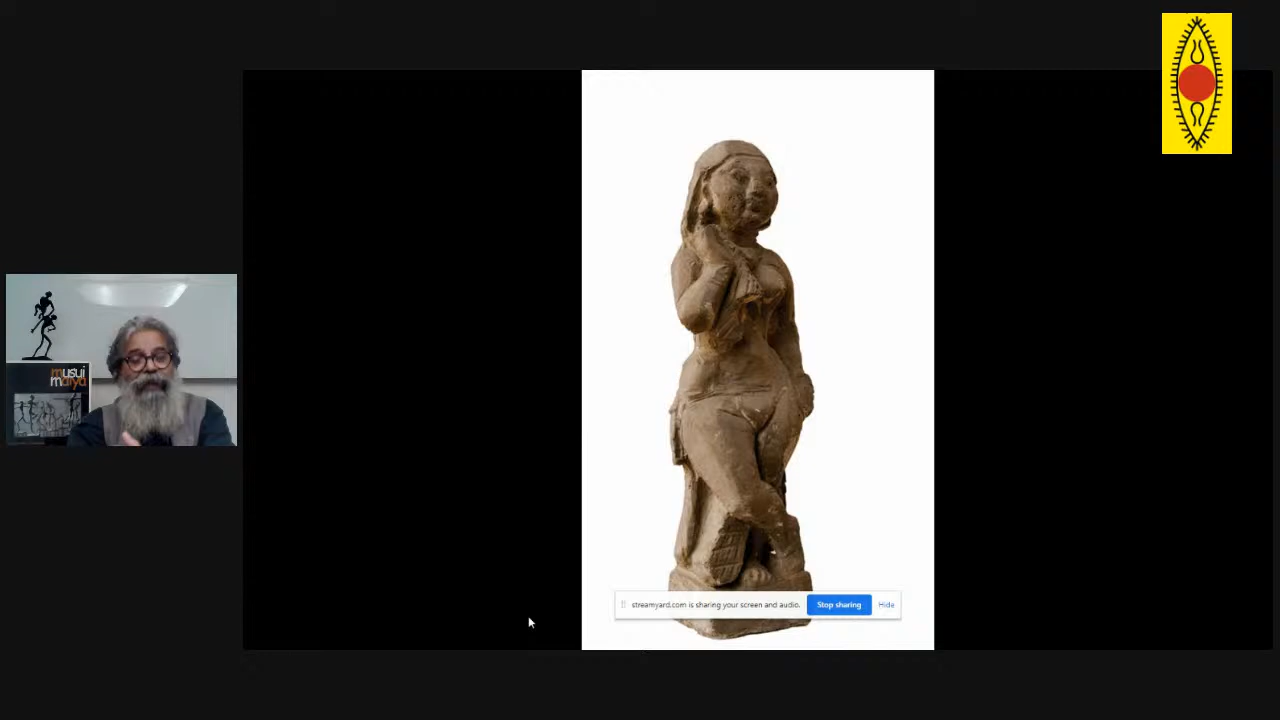 musui
maiya
streamyard.com is sharing your screen and audio.
Stop sharing
Hide